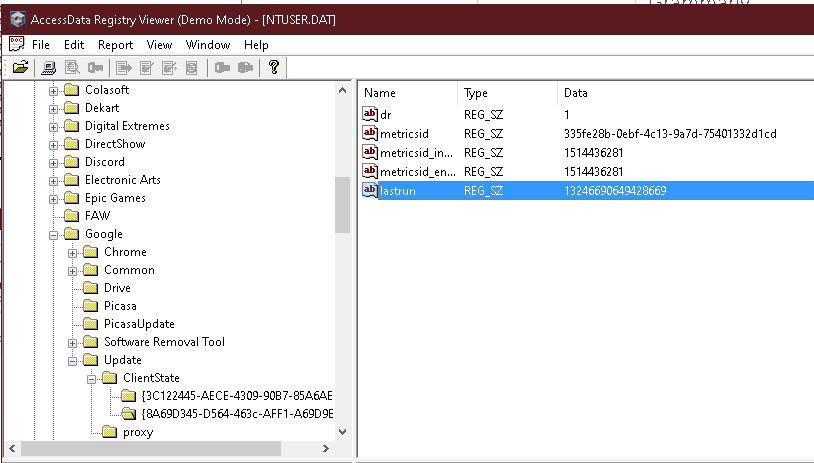 AccessData Registry Viewer (Demo Mode) - [NTUSER.DAT]
File Edit Report View Window Help
Colasoft
Dekart
Digital Extremes
DirectShow
Discord
Electronic Arts
Epic Games
FAW
Google
Chrome
Common
Drive
Picasa
PicasaUpdate
Software Removal Tool
Update
ClientState
{3C122445-AECE-4309-90B7-85A6AE
{8A69D345-D564-463c-AFF1-A69D9E
proxy
Name Type Data
dr REG_SZ 1
metricsid REG_SZ 335fe28b-0ebf-4c13-9a7d-75401332d1cd
metricsid_in... REG_SZ 1514436281
metricsid_en... REG_SZ 1514436281
lastrun REG_SZ 13246690649428669